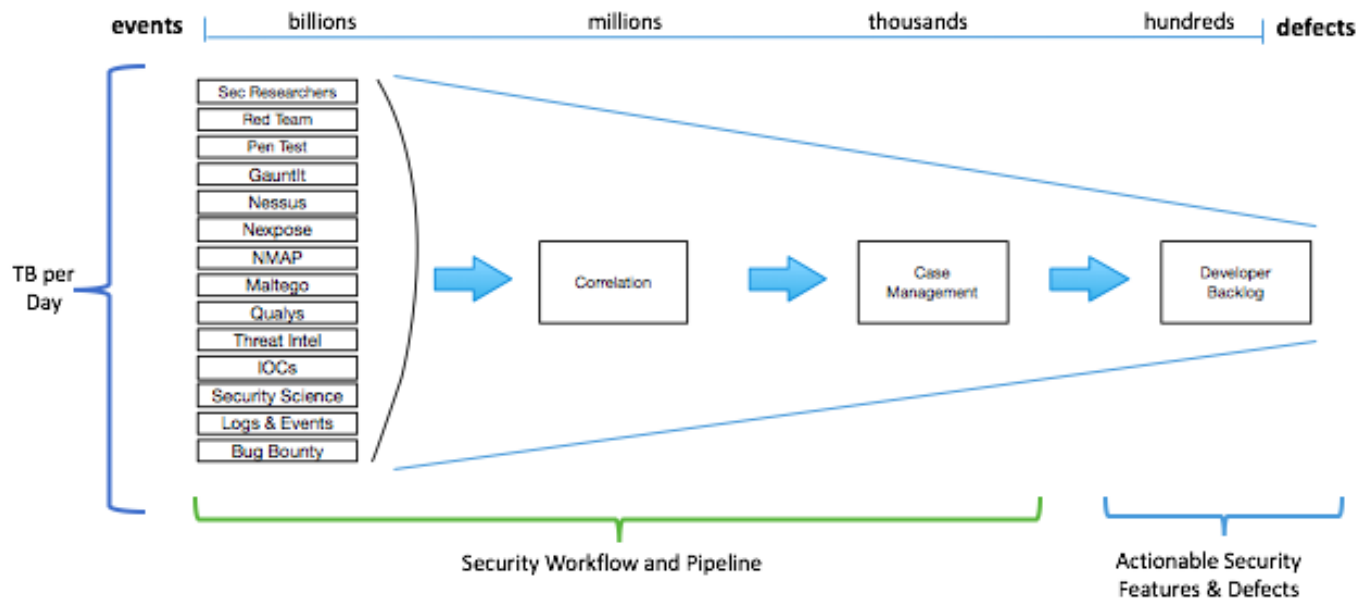 events billions millions thousands hundreds defects
TB per
Day
Sec Researchers
Red Team
Pen Test
Gauntlt
Nessus
Nexpose
NMAP
Maltego
Qualys
Threat Intel
IOCs
Security Science
Logs & Events
Bug Bounty
Correlation
Case
Management
Developer
Backlog
Security Workflow and Pipeline
Actionable Security
Features & Defects